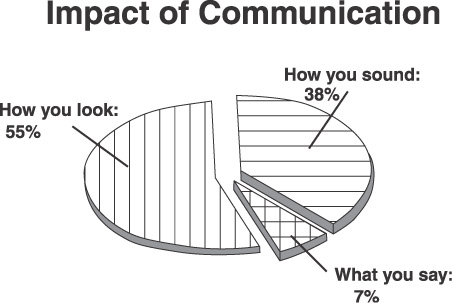 Impact of Communication
How you sound:
38%
How you look:
55%
What you say:
7%